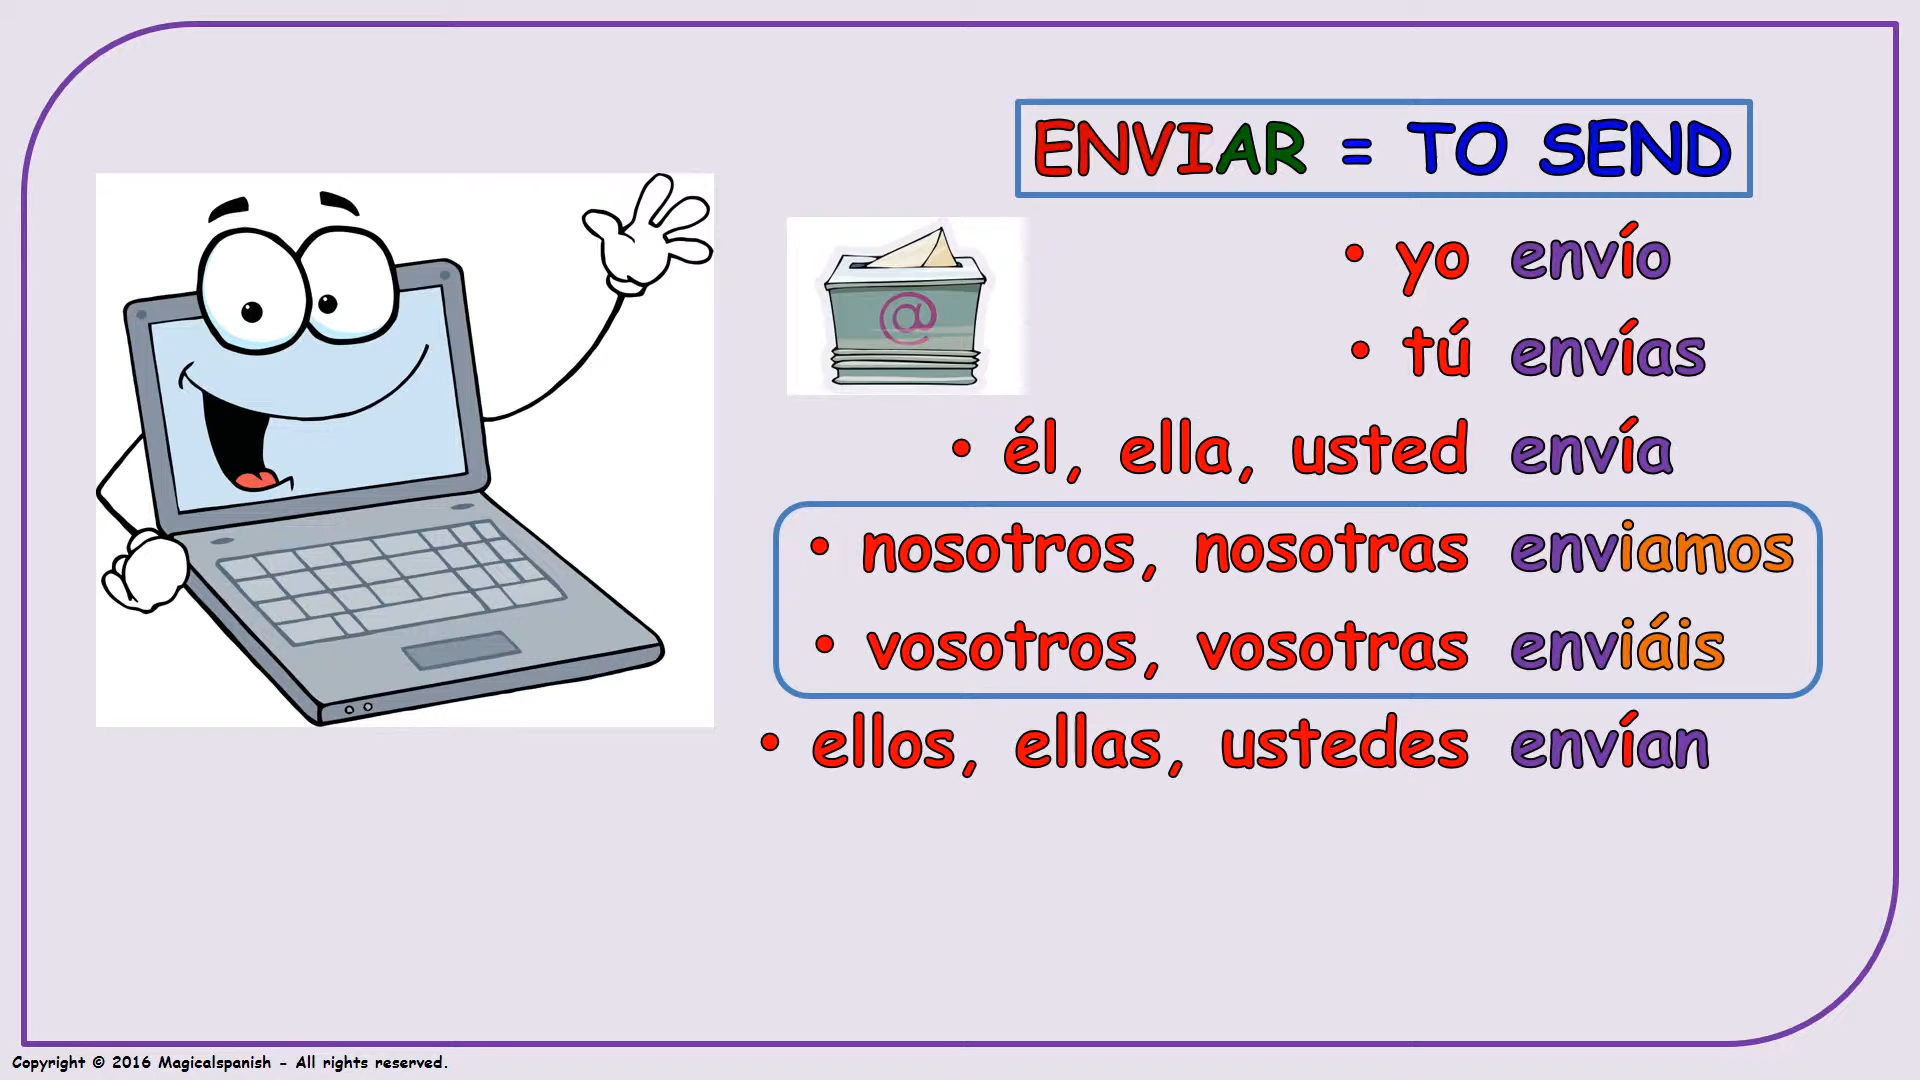 ENVIAR = TO SEND
@
• yo envío
• tú envías
• él, ella, usted envía
• nosotros, nosotras enviamos
• vosotros, vosotras enviáis
• ellos, ellas, ustedes envían
Copyright © 2016 Magicalspanish - All rights reserved.